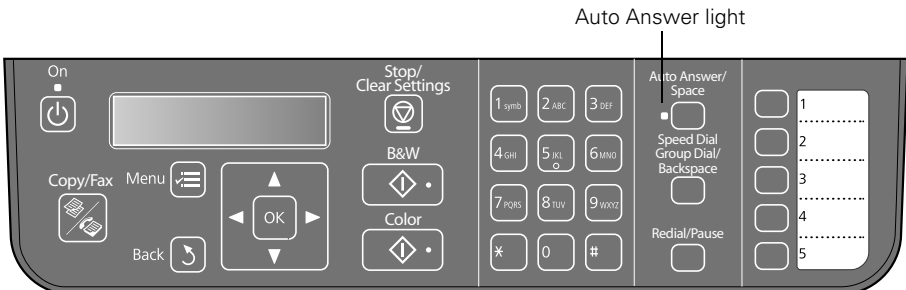 Auto Answer light
On
Stop/
Clear Settings
Auto Answer/
Space
1 symb
2 ABC
3 DEF
1
Speed Dial
Group Dial/
Backspace
2
B&W
4 GHI
5 JKL
6 MNO
Copy/Fax
Menu
3
OK
7 PQRS
8 TUV
9 WXYZ
4
Color
Redial/Pause
Back
* 
0
#
5